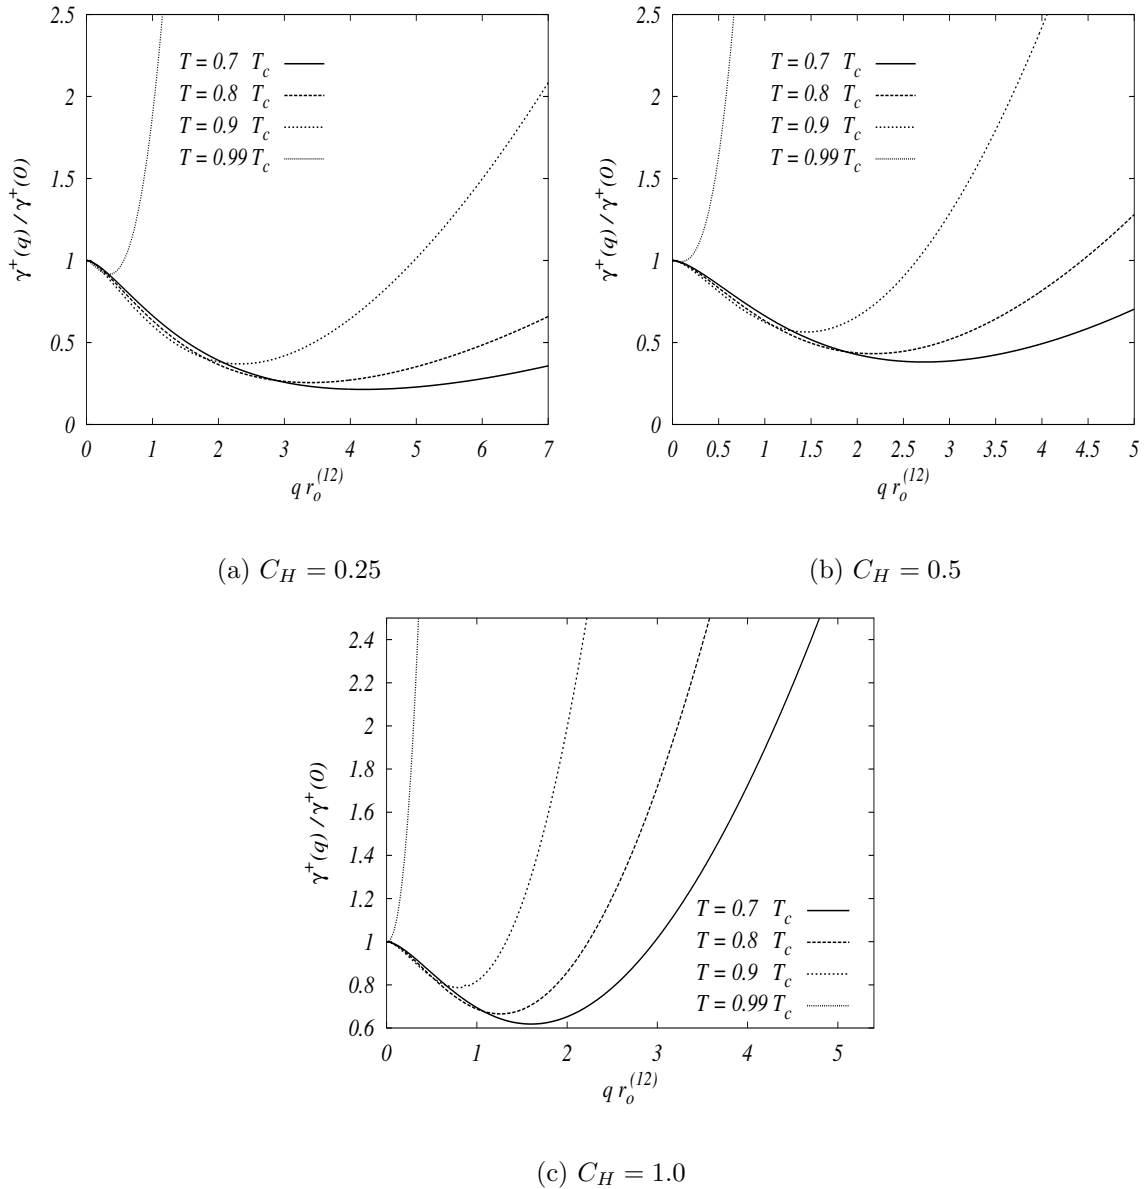 2.5
2
1.5
1
0.5
0
γ⁺(q) / γ⁺(0)
T = 0.7 T_c
T = 0.8 T_c
T = 0.9 T_c
T = 0.99 T_c
0 1 2 3 4 5 6 7
q r_o^(12)
(a) C_H = 0.25
2.5
2
1.5
1
0.5
0
γ⁺(q) / γ⁺(0)
T = 0.7 T_c
T = 0.8 T_c
T = 0.9 T_c
T = 0.99 T_c
0 0.5 1 1.5 2 2.5 3 3.5 4 4.5 5
q r_o^(12)
(b) C_H = 0.5
2.4
2.2
2
1.8
1.6
1.4
1.2
1
0.8
0.6
γ⁺(q) / γ⁺(0)
T = 0.7 T_c
T = 0.8 T_c
T = 0.9 T_c
T = 0.99 T_c
0 1 2 3 4 5
q r_o^(12)
(c) C_H = 1.0